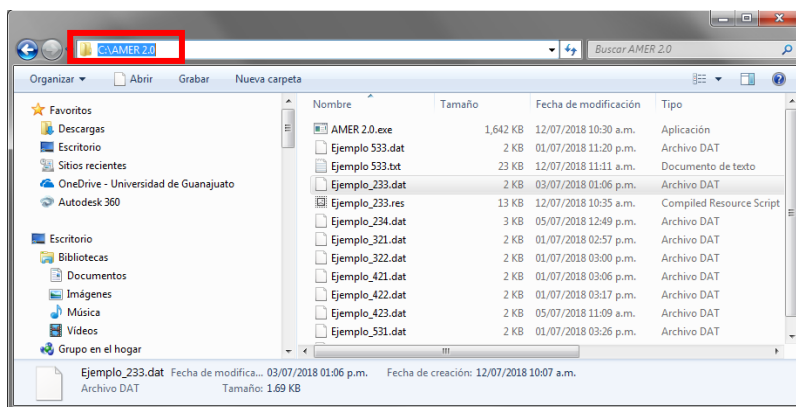 C:\AMER 2.0
Buscar AMER 2.0
Organizar Abrir Grabar Nueva carpeta
Favoritos
Descargas
Escritorio
Sitios recientes
OneDrive - Universidad de Guanajuato
Autodesk 360
Escritorio
Bibliotecas
Documentos
Imágenes
Música
Vídeos
Grupo en el hogar
Nombre Tamaño Fecha de modificación Tipo
AMER 2.0.exe 1,642 KB 12/07/2018 10:30 a.m. Aplicación
Ejemplo 533.dat 2 KB 01/07/2018 11:20 p.m. Archivo DAT
Ejemplo 533.txt 23 KB 12/07/2018 11:11 a.m. Documento de texto
Ejemplo_233.dat 2 KB 03/07/2018 01:06 p.m. Archivo DAT
Ejemplo_233.res 13 KB 12/07/2018 10:35 a.m. Compiled Resource Script
Ejemplo_234.dat 3 KB 05/07/2018 12:49 p.m. Archivo DAT
Ejemplo_321.dat 2 KB 01/07/2018 02:57 p.m. Archivo DAT
Ejemplo_322.dat 2 KB 01/07/2018 03:00 p.m. Archivo DAT
Ejemplo_421.dat 2 KB 01/07/2018 03:06 p.m. Archivo DAT
Ejemplo_422.dat 2 KB 01/07/2018 03:17 p.m. Archivo DAT
Ejemplo_423.dat 2 KB 05/07/2018 11:09 a.m. Archivo DAT
Ejemplo_531.dat 2 KB 01/07/2018 03:26 p.m. Archivo DAT
Ejemplo_233.dat Fecha de modifica... 03/07/2018 01:06 p.m. Fecha de creación: 12/07/2018 10:07 a.m.
Archivo DAT Tamaño: 1.69 KB